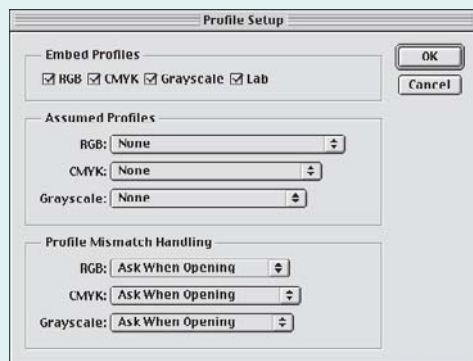 Profile Setup
Embed Profiles
RGB CMYK Grayscale Lab
OK
Cancel
Assumed Profiles
RGB: None
CMYK: None
Grayscale: None
Profile Mismatch Handling
RGB: Ask When Opening
CMYK: Ask When Opening
Grayscale: Ask When Opening